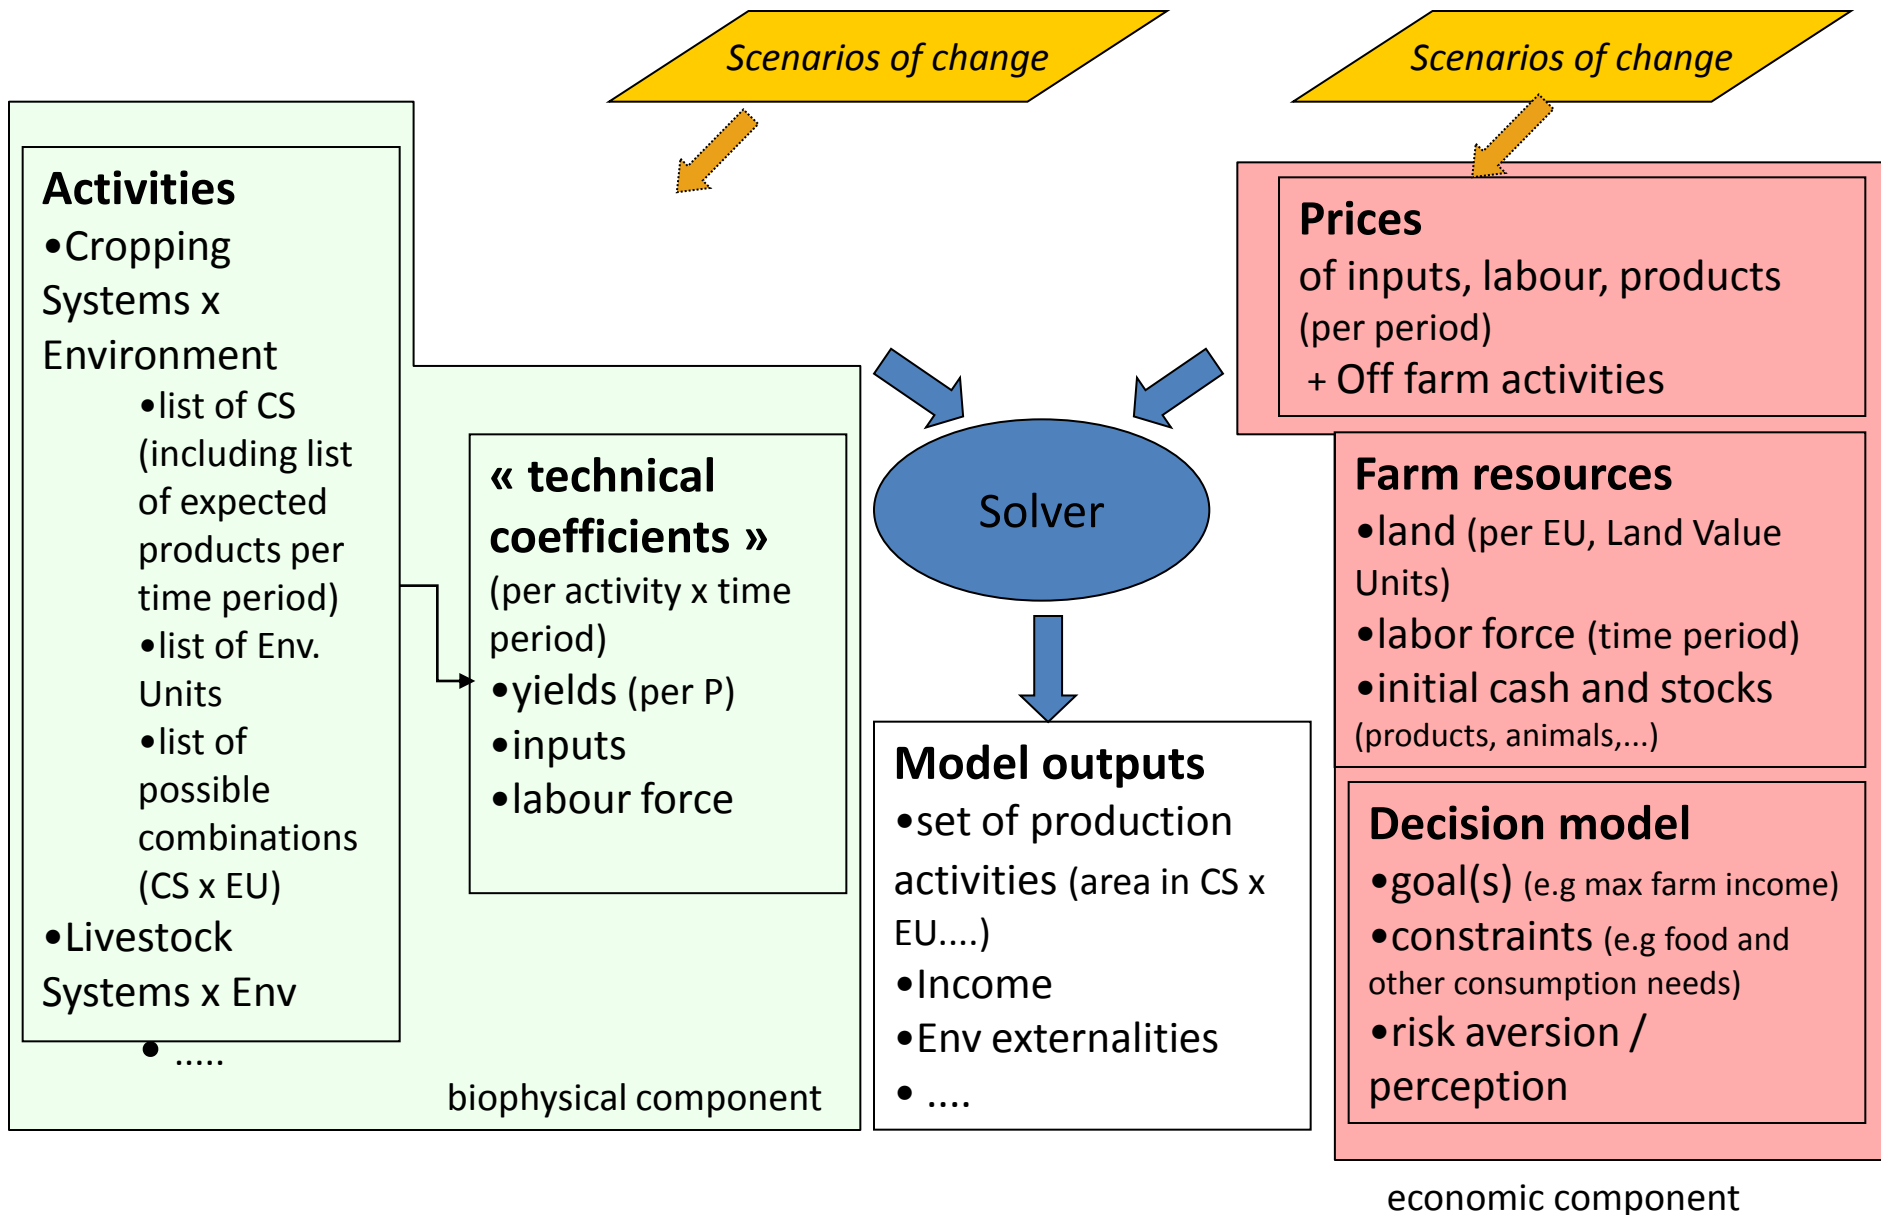 Scenarios of change
Scenarios of change
Activities
•Cropping
Systems x
Environment
•list of CS
(including list
of expected
products per
time period)
•list of Env.
Units
•list of
possible
combinations
(CS x EU)
•Livestock
Systems x Env
• .....
« technical
coefficients »
(per activity x time
period)
•yields (per P)
•inputs
•labour force
biophysical component
Solver
Model outputs
•set of production
activities (area in CS x
EU....)
•Income
•Env externalities
• ....
Prices
of inputs, labour, products
(per period)
+ Off farm activities
Farm resources
•land (per EU, Land Value
Units)
•labor force (time period)
•initial cash and stocks
(products, animals,...)
Decision model
•goal(s) (e.g max farm income)
•constraints (e.g food and
other consumption needs)
•risk aversion /
perception
economic component